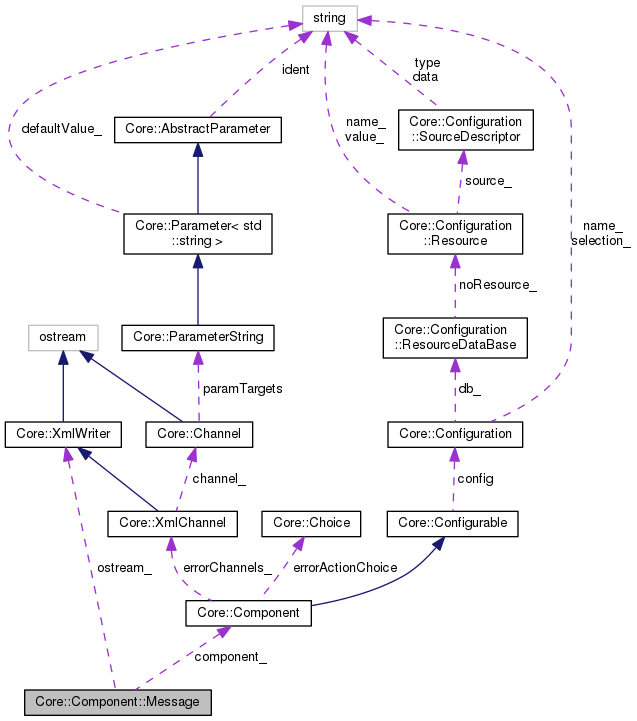 string
type
data
ident
defaultValue_
Core::AbstractParameter
name_
value_
Core::Configuration
::SourceDescriptor
source_
Core::Parameter< std
::string >
Core::Configuration
::Resource
name_
selection_
noResource_
ostream
Core::ParameterString
Core::Configuration
::ResourceDataBase
paramTargets
db_
Core::XmlWriter
Core::Channel
Core::Configuration
channel_
config
Core::XmlChannel
Core::Choice
Core::Configurable
ostream_
errorChannels_
errorActionChoice
Core::Component
component_
Core::Component::Message